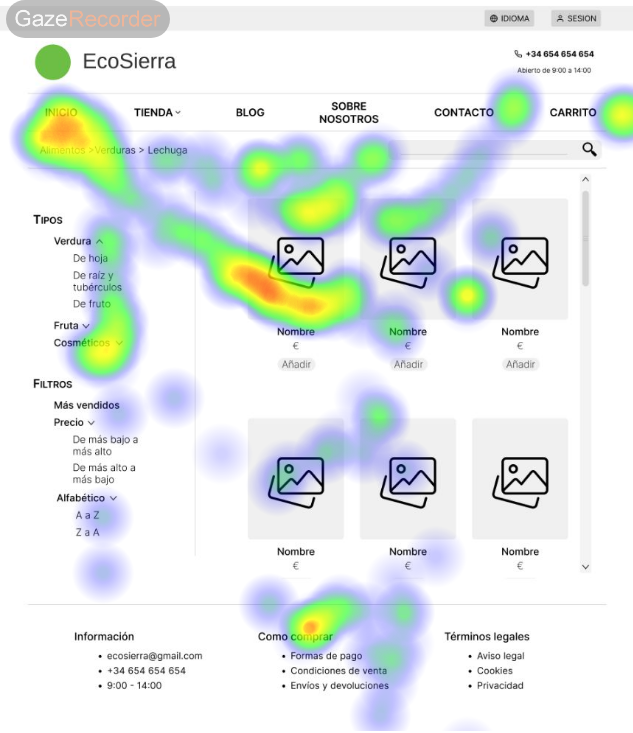 GazeRecorder
IDIOMA
SESION
EcoSierra
+34 654 654 654
Abierto de 9:00 a 14:00
INICIO
TIENDA
BLOG
SOBRE
NOSOTROS
CONTACTO
CARRITO
Alimentos >Verduras > Lechuga
TIPOS
Verdura
De hoja
De raíz y
tubérculos
De fruto
Fruta
Cosméticos
FILTROS
Más vendidos
Precio
De más bajo a
más alto
De más alto a
más bajo
Alfabético
A a Z
Z a A
Nombre
€
Añadir
Nombre
€
Añadir
Nombre
€
Añadir
Nombre
€
Nombre
€
Nombre
€
Información
• ecosierra@gmail.com
• +34 654 654 654
• 9:00 - 14:00
Como comprar
• Formas de pago
• Condiciones de venta
• Envíos y devoluciones
Términos legales
• Aviso legal
• Cookies
• Privacidad